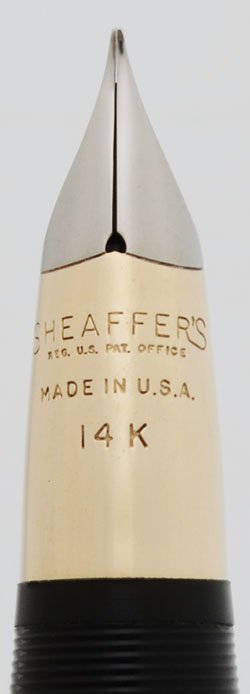 SHEAFFER'S
REG. U.S. PAT. OFFICE
MADE IN U.S.A.
14 K